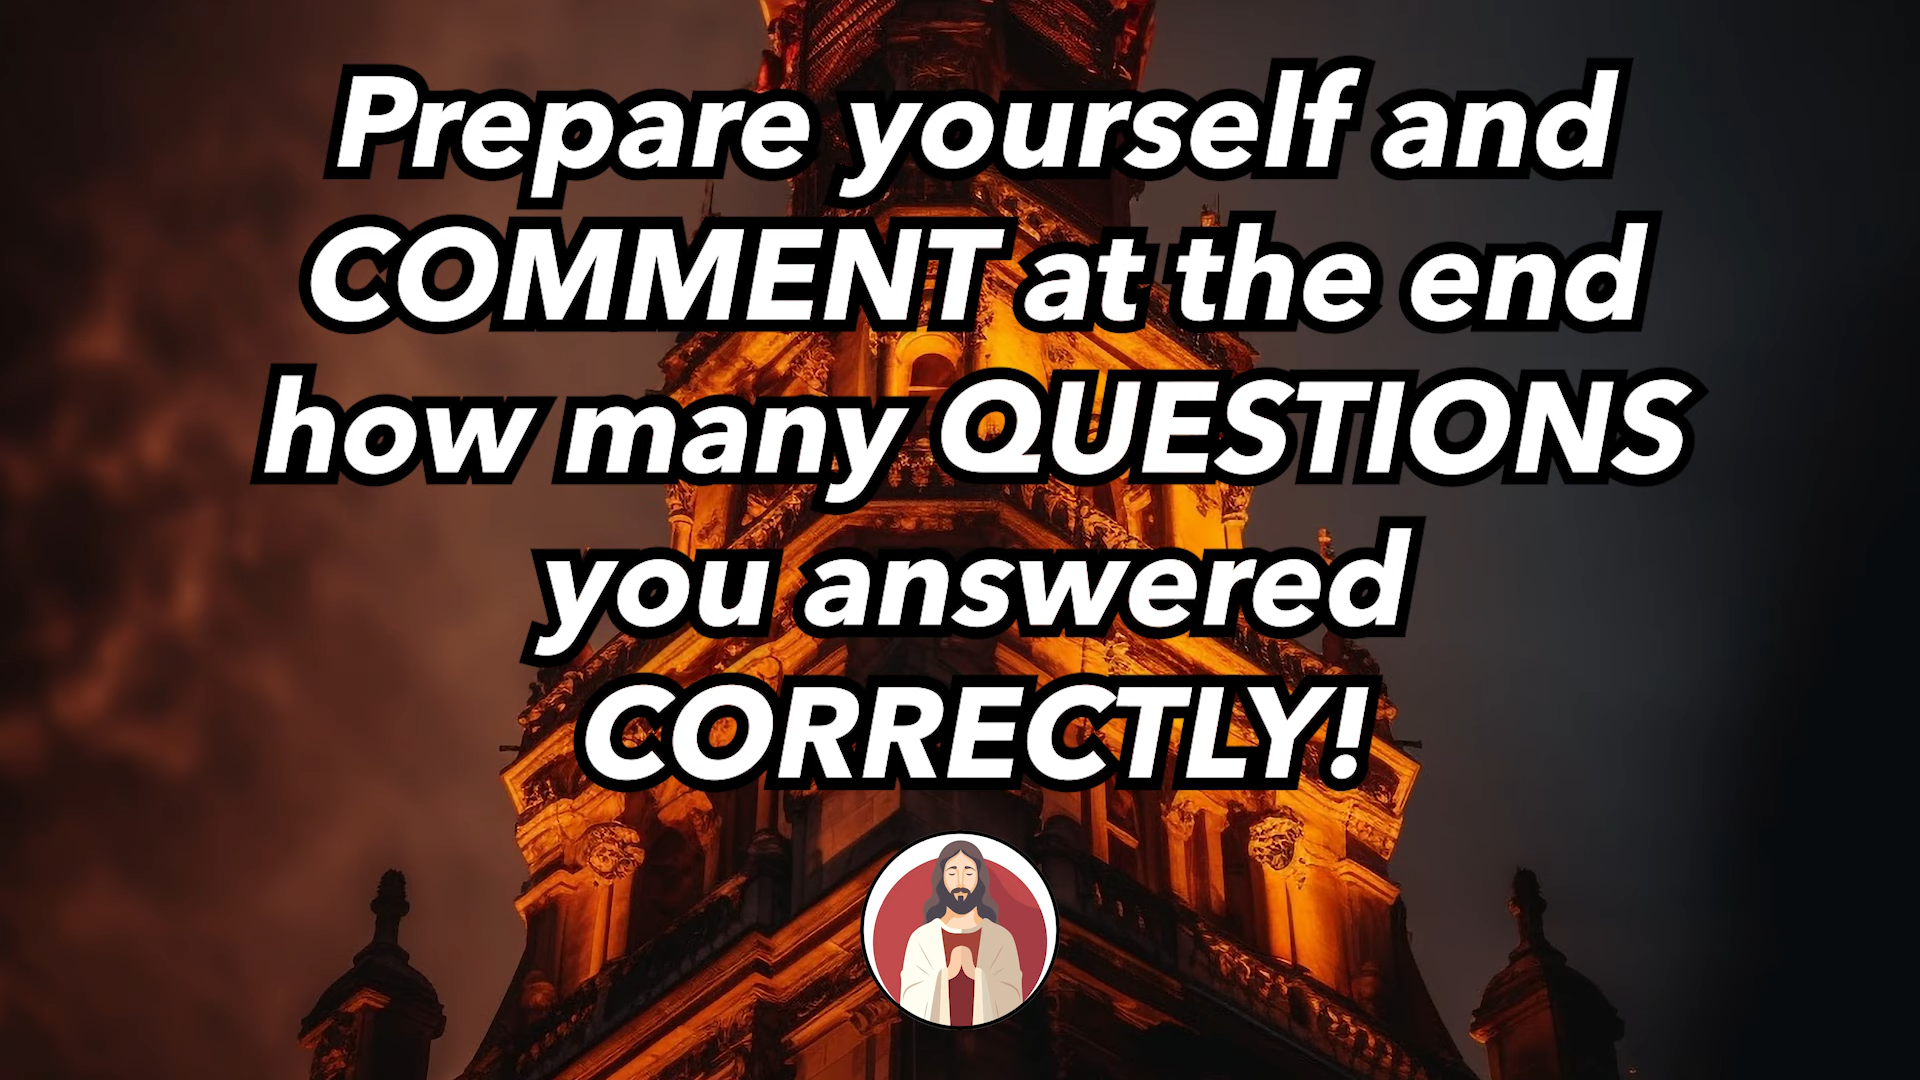 Prepare yourself and
COMMENT at the end
how many QUESTIONS
you answered
CORRECTLY!